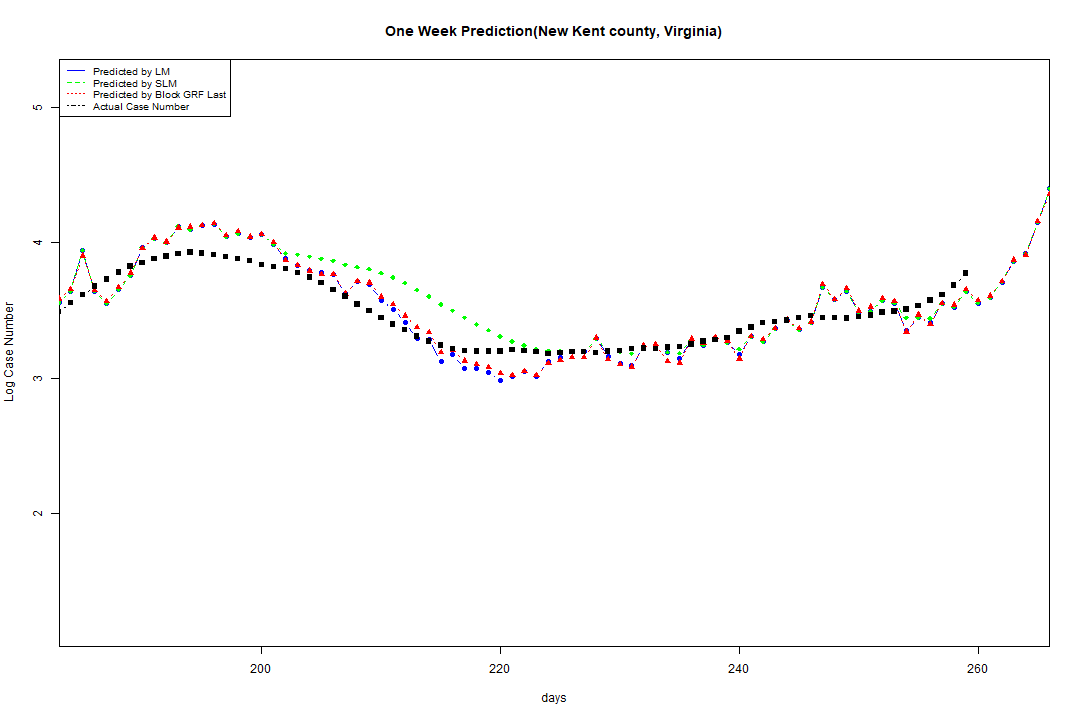 One Week Prediction(New Kent county, Virginia)
Predicted by LM
Predicted by SLM
Predicted by Block GRF Last
Actual Case Number
5
4
3
2
Log Case Number
200
220
240
260
days